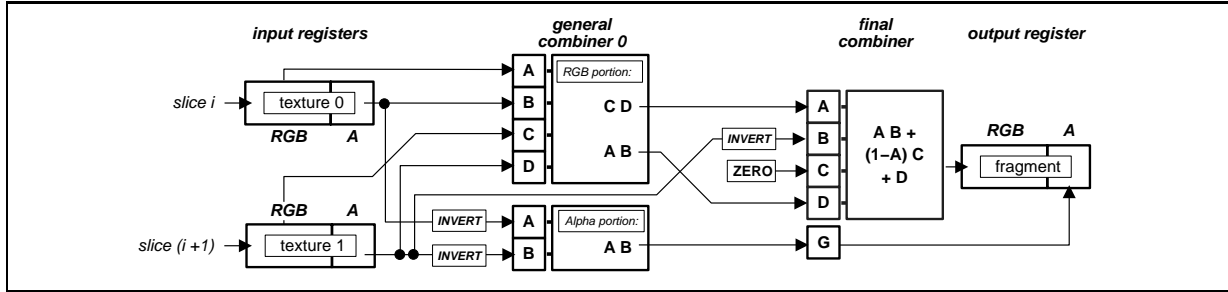 input registers
general
combiner 0
final
combiner
output register
A
RGB portion:
slice i
texture 0
B
C D
A
RGB
A
C
INVERT
B
A B +
(1−A) C
+ D
RGB
A
A B
D
ZERO
C
fragment
RGB
A
D
INVERT
A
Alpha portion:
slice (i +1)
texture 1
INVERT
B
A B
G